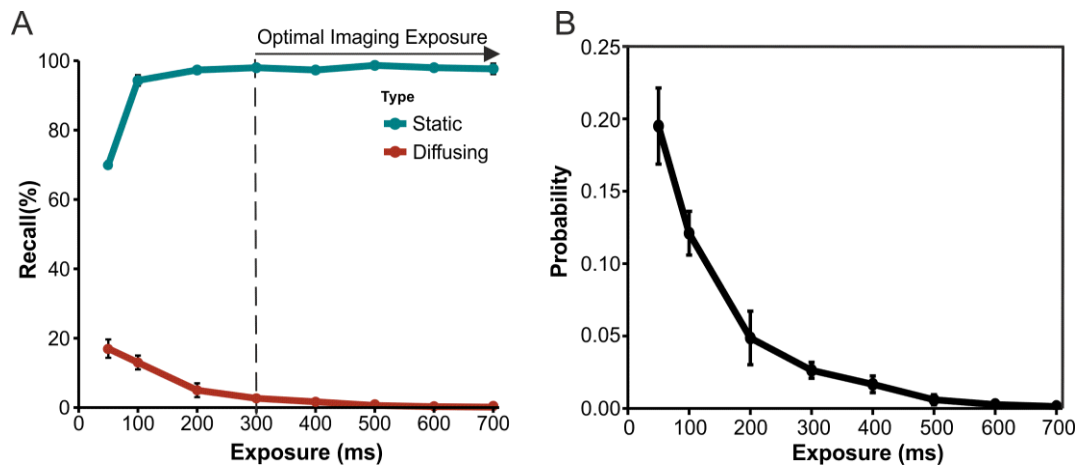 A
Optimal Imaging Exposure
100
80
60
40
20
0
Recall(%)
Type
Static
Diffusing
0 100 200 300 400 500 600 700
Exposure (ms)
B
0.25
0.20
0.15
0.10
0.05
0.00
Probability
0 100 200 300 400 500 600 700
Exposure (ms)